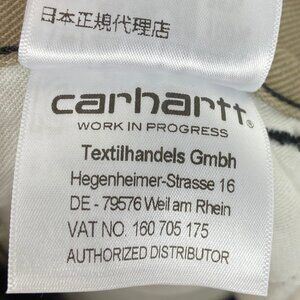 日本正規代理店
carhartt®
WORK IN PROGRESS
Textilhandels Gmbh
Hegenheimer-Strasse 16
DE - 79576 Weil am Rhein
VAT NO. 160 705 175
AUTHORIZED DISTRIBUTOR